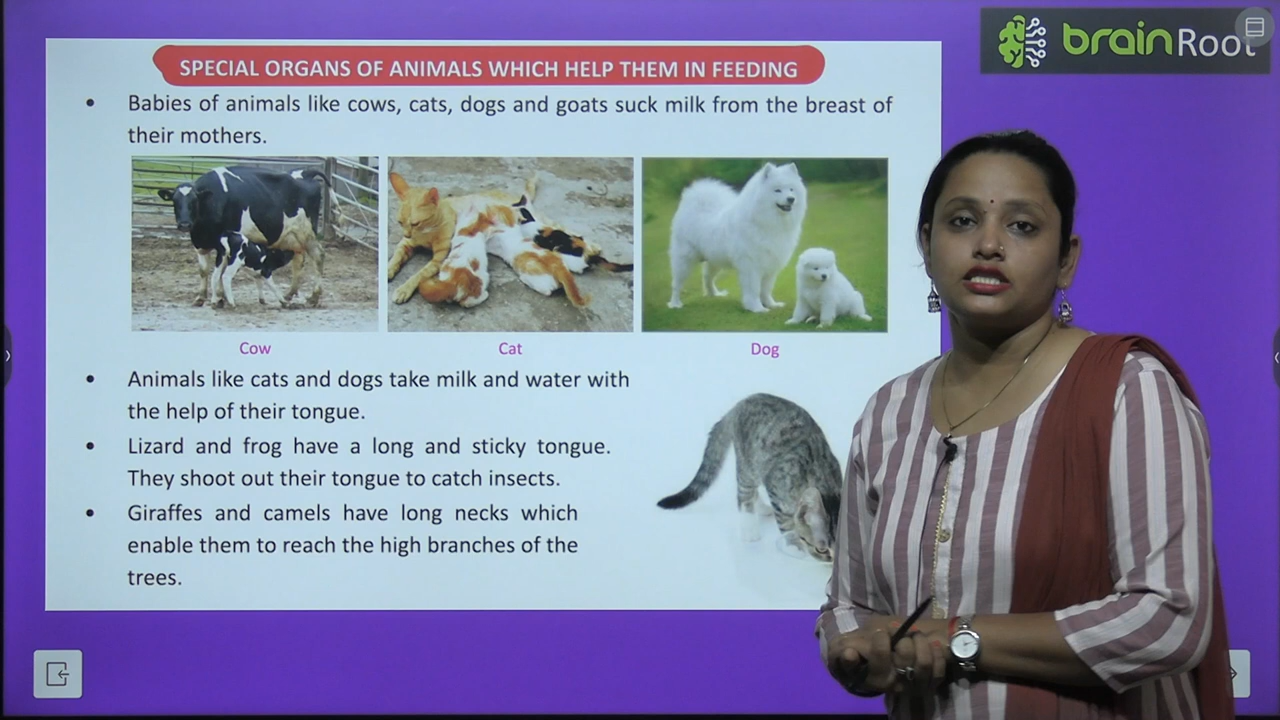 brainRoot
SPECIAL ORGANS OF ANIMALS WHICH HELP THEM IN FEEDING
• Babies of animals like cows, cats, dogs and goats suck milk from the breast of
their mothers.
Cow
Cat
Dog
• Animals like cats and dogs take milk and water with
the help of their tongue.
• Lizard and frog have a long and sticky tongue.
They shoot out their tongue to catch insects.
• Giraffes and camels have long necks which
enable them to reach the high branches of the
trees.